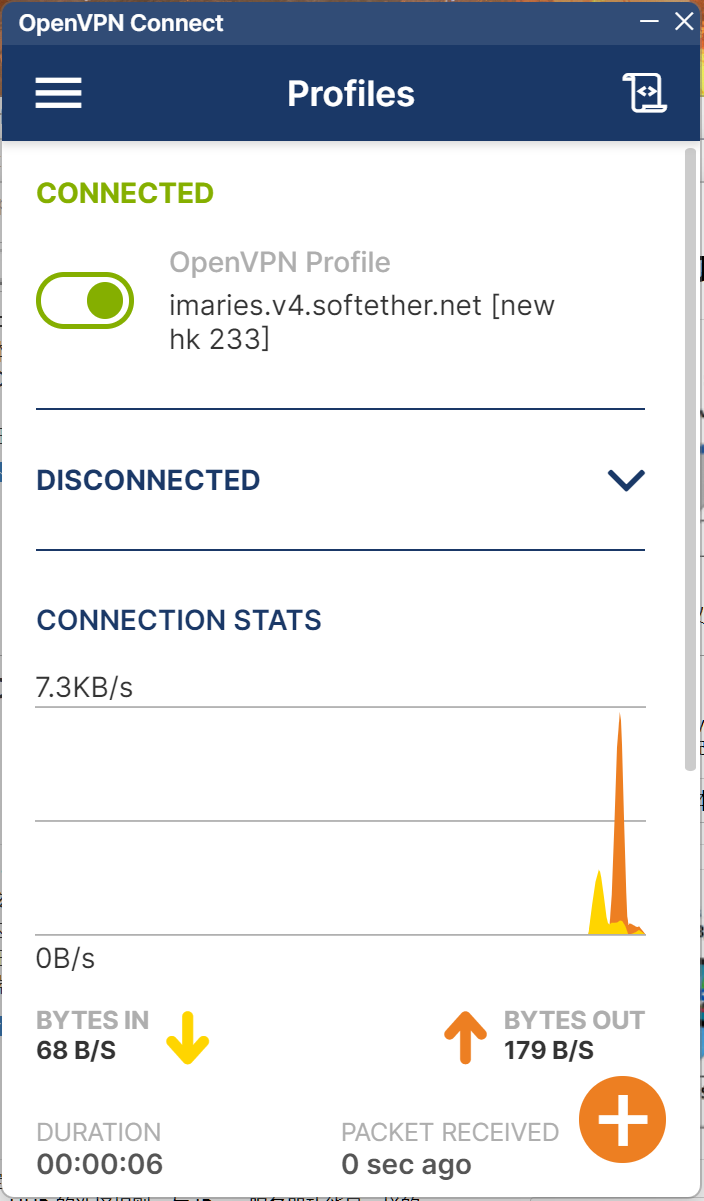 OpenVPN Connect
Profiles
CONNECTED
OpenVPN Profile
imaries.v4.softether.net [new
hk 233]
DISCONNECTED
CONNECTION STATS
7.3KB/s
0B/s
BYTES IN
68 B/S
BYTES OUT
179 B/S
DURATION
00:00:06
PACKET RECEIVED
0 sec ago